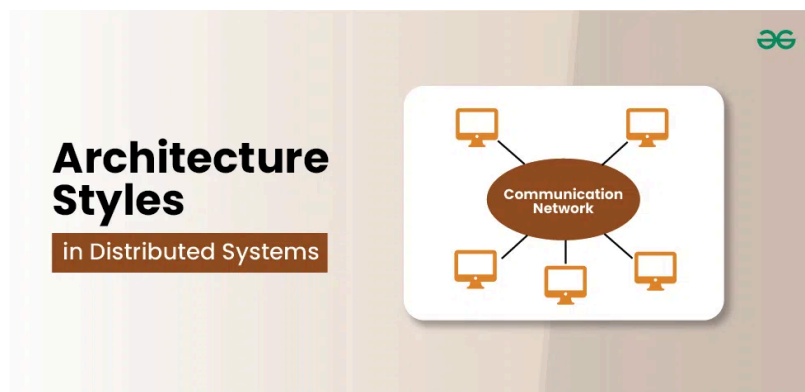 Architecture
Styles
in Distributed Systems
Communication
Network